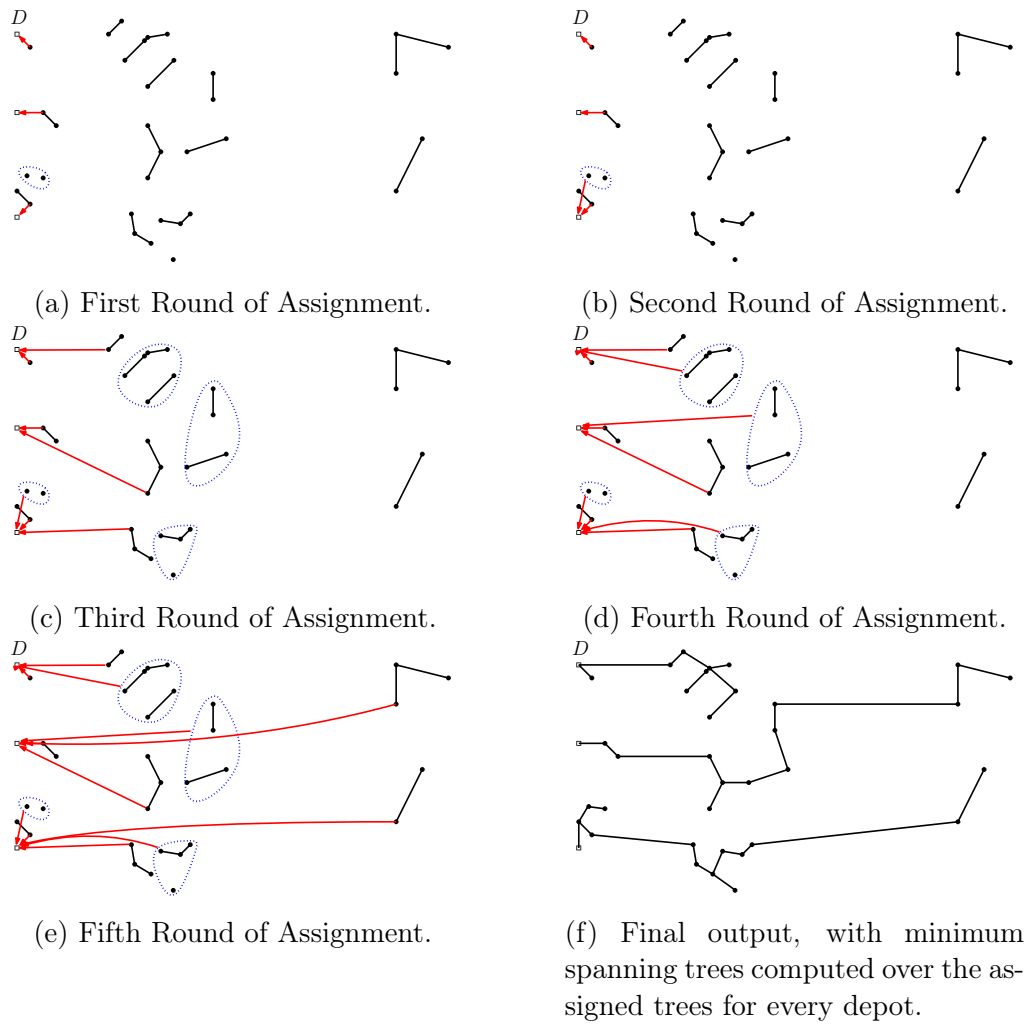 D
D
(a) First Round of Assignment.
(b) Second Round of Assignment.
D
D
(c) Third Round of Assignment.
(d) Fourth Round of Assignment.
D
D
(e) Fifth Round of Assignment.
(f) Final output, with minimum
spanning trees computed over the as-
signed trees for every depot.